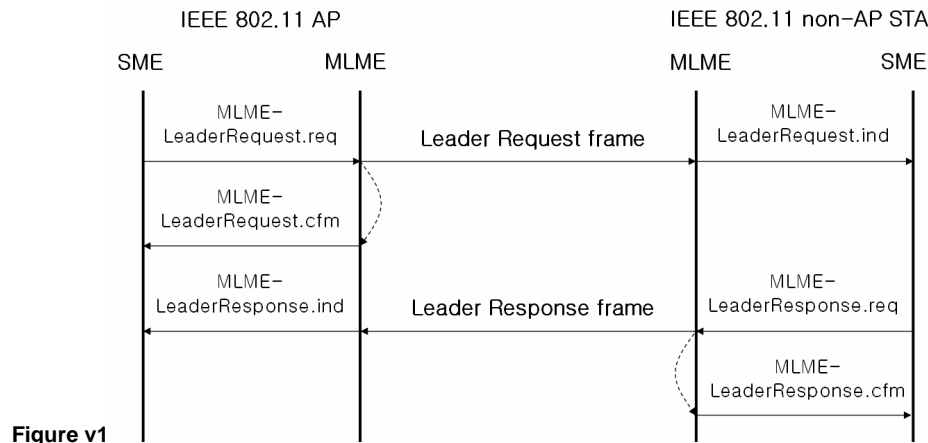 IEEE 802.11 AP
IEEE 802.11 non-AP STA
SME
MLME
MLME
SME
MLME-
LeaderRequest.req
Leader Request frame
MLME-
LeaderRequest.ind
MLME-
LeaderRequest.cfm
MLME-
LeaderResponse.ind
Leader Response frame
MLME-
LeaderResponse.req
MLME-
LeaderResponse.cfm
Figure v1